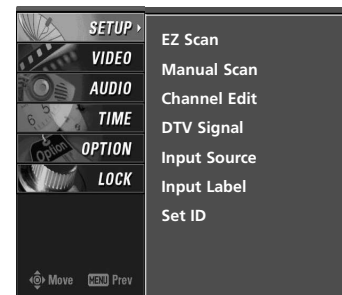 SETUP
VIDEO
AUDIO
TIME
OPTION
LOCK
Move MENU Prev
EZ Scan
Manual Scan
Channel Edit
DTV Signal
Input Source
Input Label
Set ID